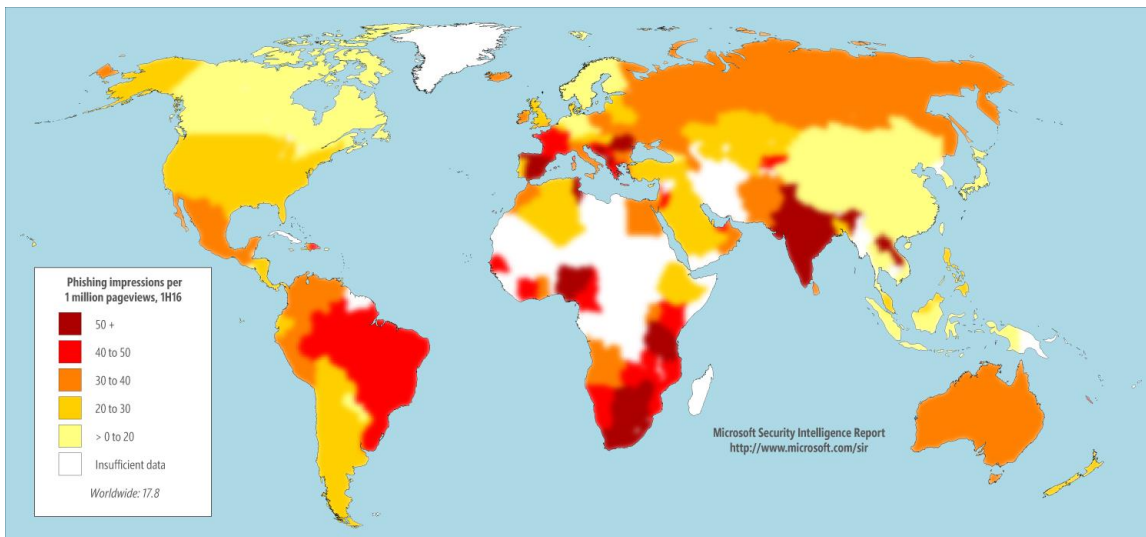 Phishing impressions per
1 million pageviews, 1H16
50 +
40 to 50
30 to 40
20 to 30
> 0 to 20
Insufficient data
Worldwide: 17.8
Microsoft Security Intelligence Report
http://www.microsoft.com/sir